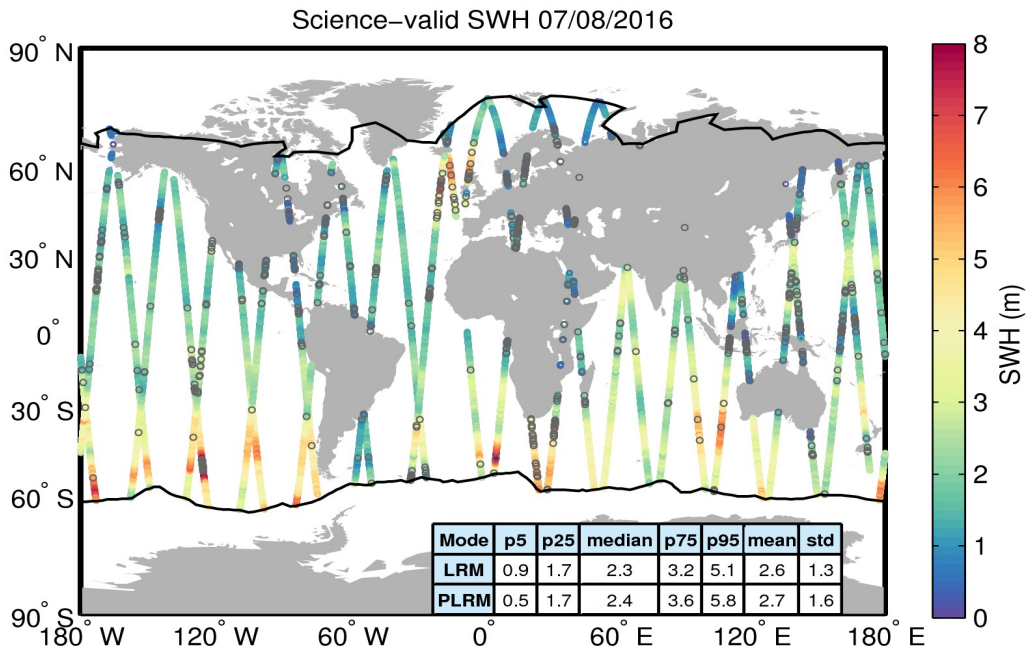 Science−valid SWH 07/08/2016
90° N
60° N
30° N
0°
30° S
60° S
90° S
180° W
120° W
60° W
0°
60° E
120° E
180° E
Mode p5 p25 median p75 p95 mean std
LRM 0.9 1.7 2.3 3.2 5.1 2.6 1.3
PLRM 0.5 1.7 2.4 3.6 5.8 2.7 1.6
8
7
6
5
4
3
2
1
0
SWH (m)